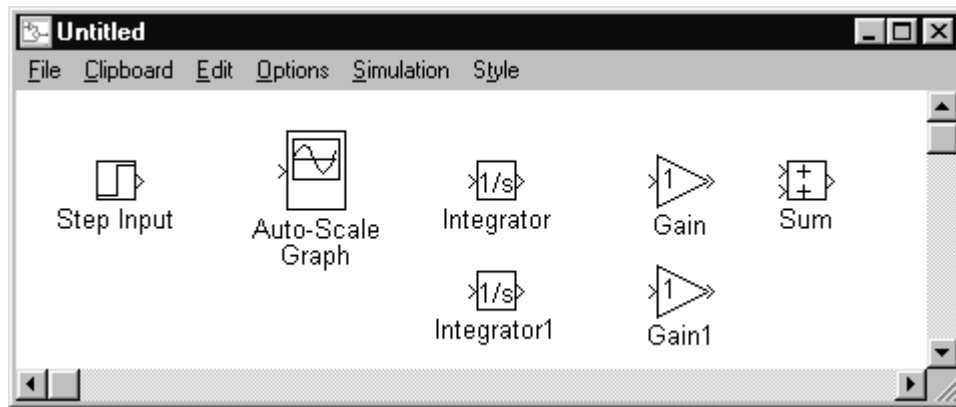 Untitled
File Clipboard Edit Options Simulation Style
Step Input
Auto-Scale
Graph
1/s
Integrator
1
Gain
+
+
Sum
1/s
Integrator1
1
Gain1